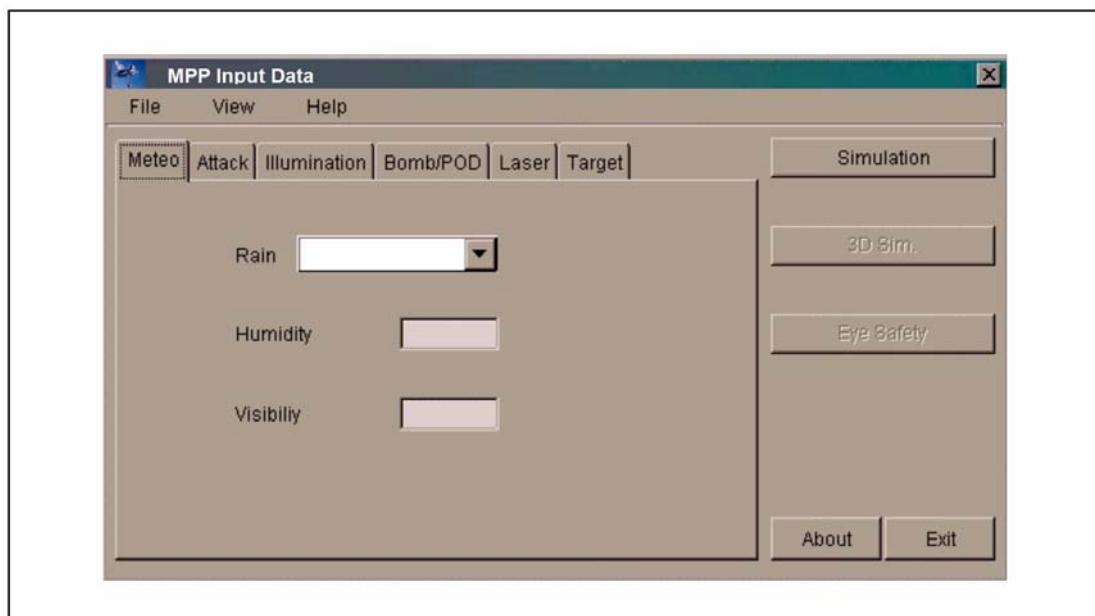 MPP Input Data
File View Help
Meteo Attack Illumination Bomb/POD Laser Target
Simulation
Rain
3D Sim.
Humidity
Eye Safety
Visibiliy
About Exit